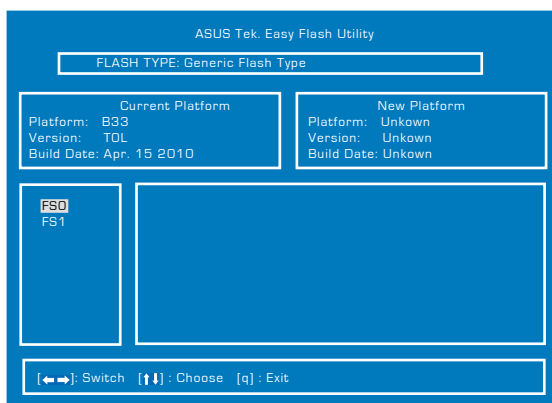 ASUS Tek. Easy Flash Utility
FLASH TYPE: Generic Flash Type
Current Platform
Platform: B33
Version: T0L
Build Date: Apr. 15 2010
New Platform
Platform: Unkown
Version: Unkown
Build Date: Unkown
FS0
FS1
[←→]: Switch [↑↓] : Choose [q] : Exit